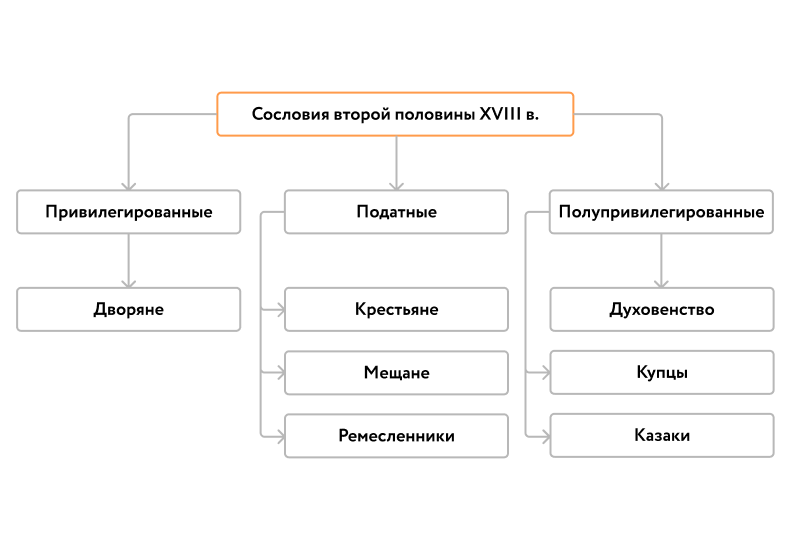 Сословия второй половины XVIII в.
Привилегированные
Податные
Полупривилегированные
Дворяне
Крестьяне
Духовенство
Мещане
Купцы
Ремесленники
Казаки